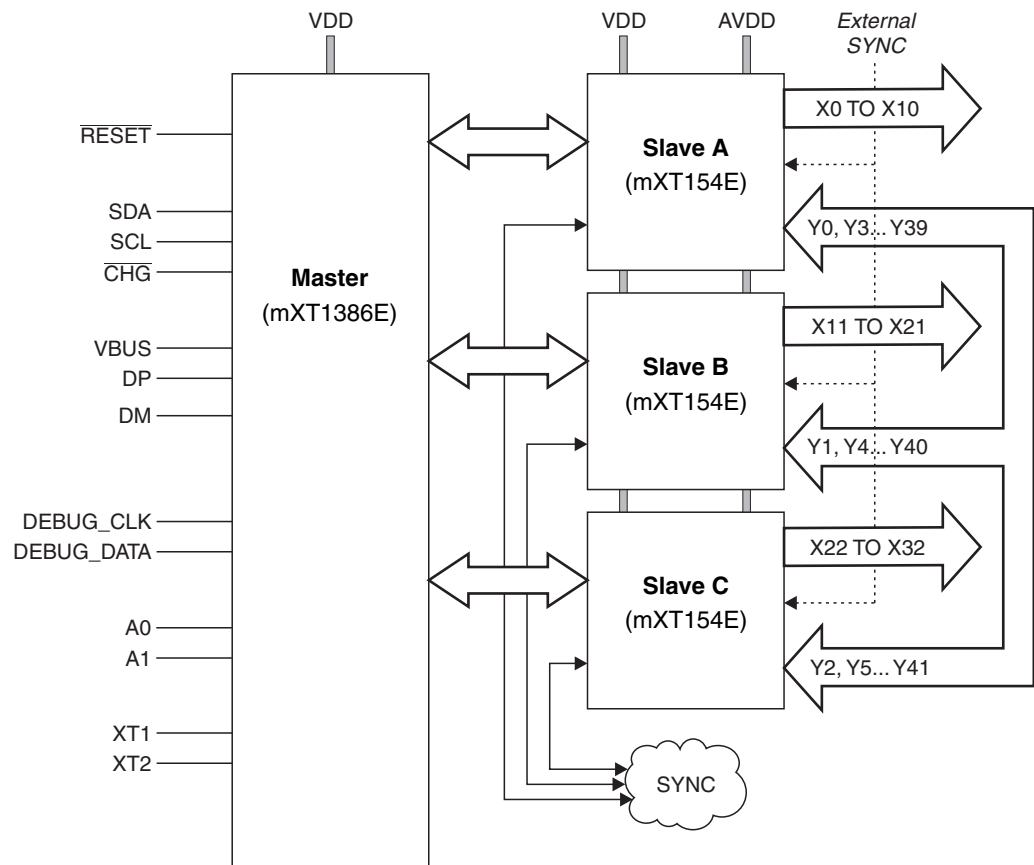 VDD
VDD
AVDD
External
SYNC
RESET
SDA
SCL
CHG
VBUS
DP
DM
DEBUG_CLK
DEBUG_DATA
A0
A1
XT1
XT2
Master
(mXT1386E)
Slave A
(mXT154E)
X0 TO X10
Y0, Y3... Y39
Slave B
(mXT154E)
X11 TO X21
Y1, Y4... Y40
Slave C
(mXT154E)
X22 TO X32
Y2, Y5... Y41
SYNC